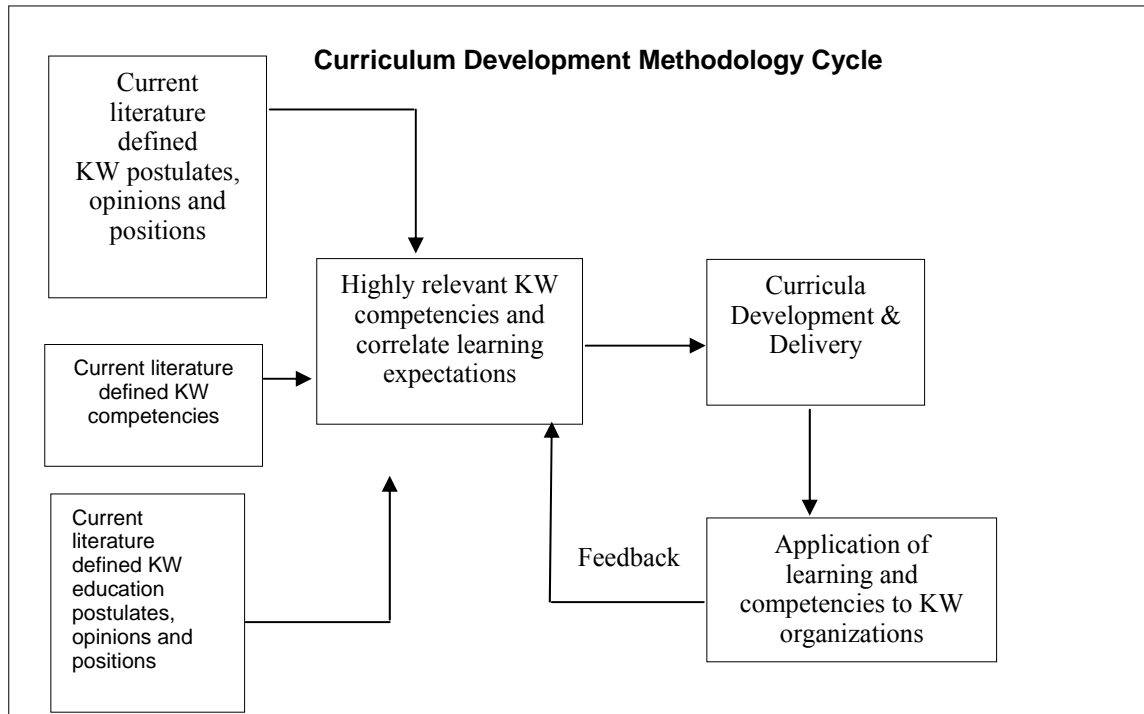 Curriculum Development Methodology Cycle
Current
literature
defined
KW postulates,
opinions and
positions
Highly relevant KW
competencies and
correlate learning
expectations
Curricula
Development &
Delivery
Current literature
defined KW
competencies
Current
literature
defined KW
education
postulates,
opinions and
positions
Feedback
Application of
learning and
competencies to KW
organizations